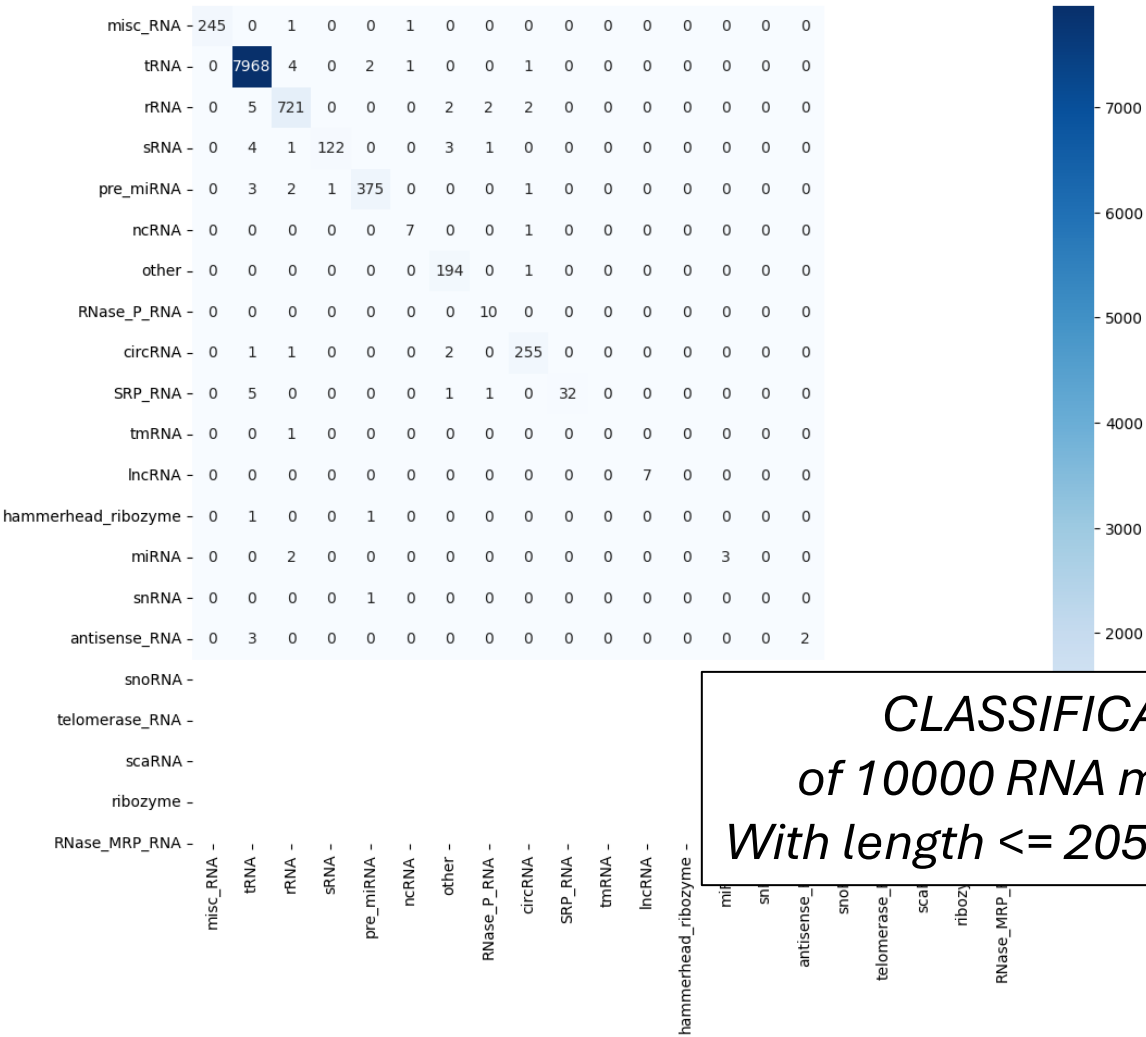 misc_RNA 245 0 1 0 0 1 0 0 0 0 0 0 0 0 0 0
tRNA 0 7968 4 0 2 1 0 0 1 0 0 0 0 0 0 0
rRNA 0 5 721 0 0 0 2 2 2 0 0 0 0 0 0 0
7000
sRNA 0 4 1 122 0 0 3 1 0 0 0 0 0 0 0 0
pre_miRNA 0 3 2 1 375 0 0 0 1 0 0 0 0 0 0 0
6000
ncRNA 0 0 0 0 0 7 0 0 1 0 0 0 0 0 0 0
other 0 0 0 0 0 0 194 0 1 0 0 0 0 0 0 0
RNase_P_RNA 0 0 0 0 0 0 0 10 0 0 0 0 0 0 0 0
5000
circRNA 0 1 1 0 0 0 2 0 255 0 0 0 0 0 0 0
SRP_RNA 0 5 0 0 0 0 1 1 0 32 0 0 0 0 0 0
4000
tmRNA 0 0 1 0 0 0 0 0 0 0 0 0 0 0 0 0
lncRNA 0 0 0 0 0 0 0 0 0 0 0 7 0 0 0 0
hammerhead_ribozyme 0 1 0 0 1 0 0 0 0 0 0 0 0 0 0 0
3000
miRNA 0 0 2 0 0 0 0 0 0 0 0 0 0 3 0 0
snRNA 0 0 0 0 1 0 0 0 0 0 0 0 0 0 0 0
antisense_RNA 0 3 0 0 0 0 0 0 0 0 0 0 0 0 0 2
2000
snoRNA
telomerase_RNA
scaRNA
ribozyme
RNase_MRP_RNA
CLASSIFICA
of 10000 RNA m
With length <= 205
misc_RNA
tRNA
rRNA
sRNA
pre_miRNA
ncRNA
other
RNase_P_RNA
circRNA
SRP_RNA
tmRNA
lncRNA
hammerhead_ribozyme
antisense_
telomerase_
RNase_MRP_